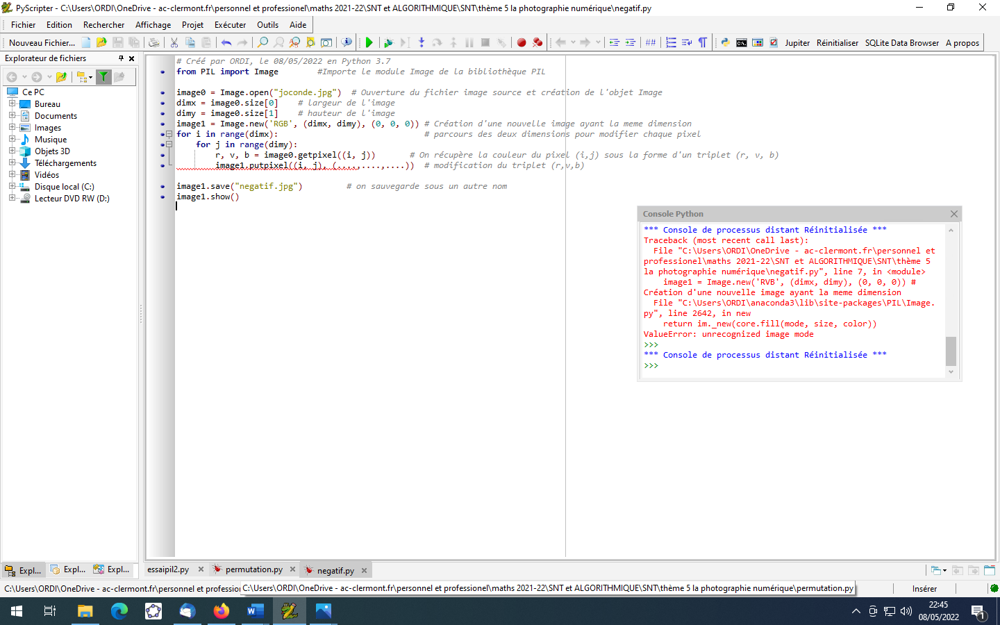 PyScripter - C:\Users\ORDI\OneDrive - ac-clermont.fr\personnel et professionel\maths 2021-22\SNT et ALGORITHMIQUE\SNT\thème 5 la photographie numérique\negatif.py
Fichier Edition Rechercher Affichage Projet Exécuter Outils Aide
Nouveau Fichier... ## Jupiter Réinitialiser SQLite Data Browser A propos
Explorateur de fichiers
Ce PC
Bureau
Documents
Images
Musique
Objets 3D
Téléchargements
Vidéos
Disque local (C:)
Lecteur DVD RW (D:)
# Créé par ORDI, le 08/05/2022 en Python 3.7
from PIL import Image #Importe le module Image de la bibliothèque PIL
image0 = Image.open("joconde.jpg") # Ouverture du fichier image source et création de l'objet Image
dimx = image0.size[0] # largeur de l'image
dimy = image0.size[1] # hauteur de l'image
image1 = Image.new('RGB', (dimx, dimy), (0, 0, 0)) # Création d'une nouvelle image ayant la meme dimension
for i in range(dimx): # parcours des deux dimensions pour modifier chaque pixel
for j in range(dimy):
r, v, b = image0.getpixel((i, j)) # On récupère la couleur du pixel (i,j) sous la forme d'un triplet (r, v, b)
image1.putpixel((i, j), (....,....,....)) # modification du triplet (r,v,b)
image1.save("negatif.jpg") # on sauvegarde sous un autre nom
image1.show()
Console Python
*** Console de processus distant Réinitialisée ***
Traceback (most recent call last):
File "C:\Users\ORDI\OneDrive - ac-clermont.fr\personnel et
professionel\maths 2021-22\SNT et ALGORITHMIQUE\SNT\thème 5
la photographie numérique\negatif.py", line 7, in <module>
image1 = Image.new('RVB', (dimx, dimy), (0, 0, 0)) #
Création d'une nouvelle image ayant la meme dimension
File "C:\Users\ORDI\anaconda3\lib\site-packages\PIL\Image.
py", line 2642, in new
return im._new(core.fill(mode, size, color))
ValueError: unrecognized image mode
>>>
*** Console de processus distant Réinitialisée ***
>>>
Expl... Expl... Expl...
essaipil2.py permutation.py negatif.py
C:\Users\ORDI\OneDrive - ac-clermont.fr\personnel et profession
C:\Users\ORDI\OneDrive - ac-clermont.fr\personnel et professionel\maths 2021-22\SNT et ALGORITHMIQUE\SNT\thème 5 la photographie numérique\permutation.py
Insérer
22:45
08/05/2022
1